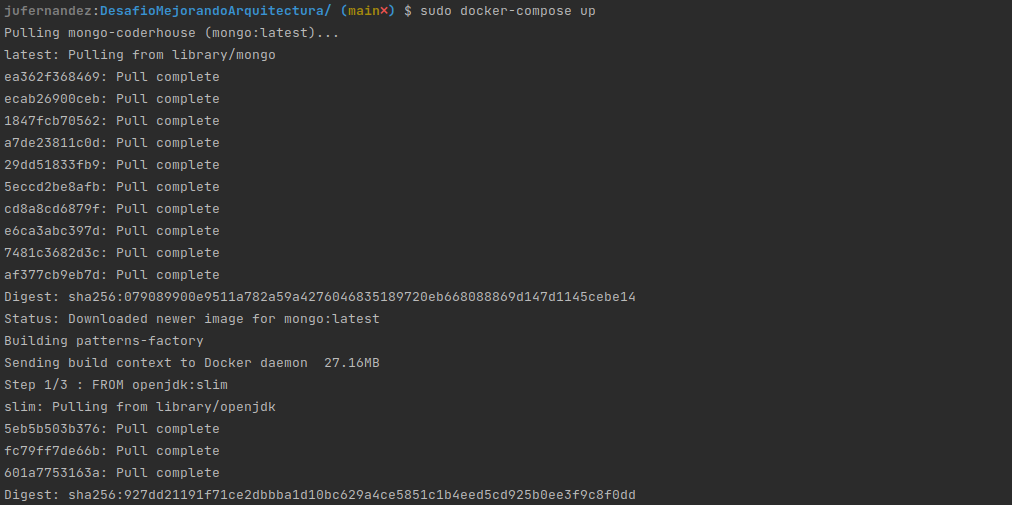 jufernandez:DesafioMejorandoArquitectura/ (main×) $ sudo docker-compose up
Pulling mongo-coderhouse (mongo:latest)...
latest: Pulling from library/mongo
ea362f368469: Pull complete
ecab26900ceb: Pull complete
1847fcb70562: Pull complete
a7de23811c0d: Pull complete
29dd51833fb9: Pull complete
5eccd2be8afb: Pull complete
cd8a8cd6879f: Pull complete
e6ca3abc397d: Pull complete
7481c3682d3c: Pull complete
af377cb9eb7d: Pull complete
Digest: sha256:079089900e9511a782a59a4276046835189720eb668088869d147d1145cebe14
Status: Downloaded newer image for mongo:latest
Building patterns-factory
Sending build context to Docker daemon  27.16MB
Step 1/3 : FROM openjdk:slim
slim: Pulling from library/openjdk
5eb5b503b376: Pull complete
fc79ff7de66b: Pull complete
601a7753163a: Pull complete
Digest: sha256:927dd21191f71ce2dbbba1d10bc629a4ce5851c1b4eed5cd925b0ee3f9c8f0dd